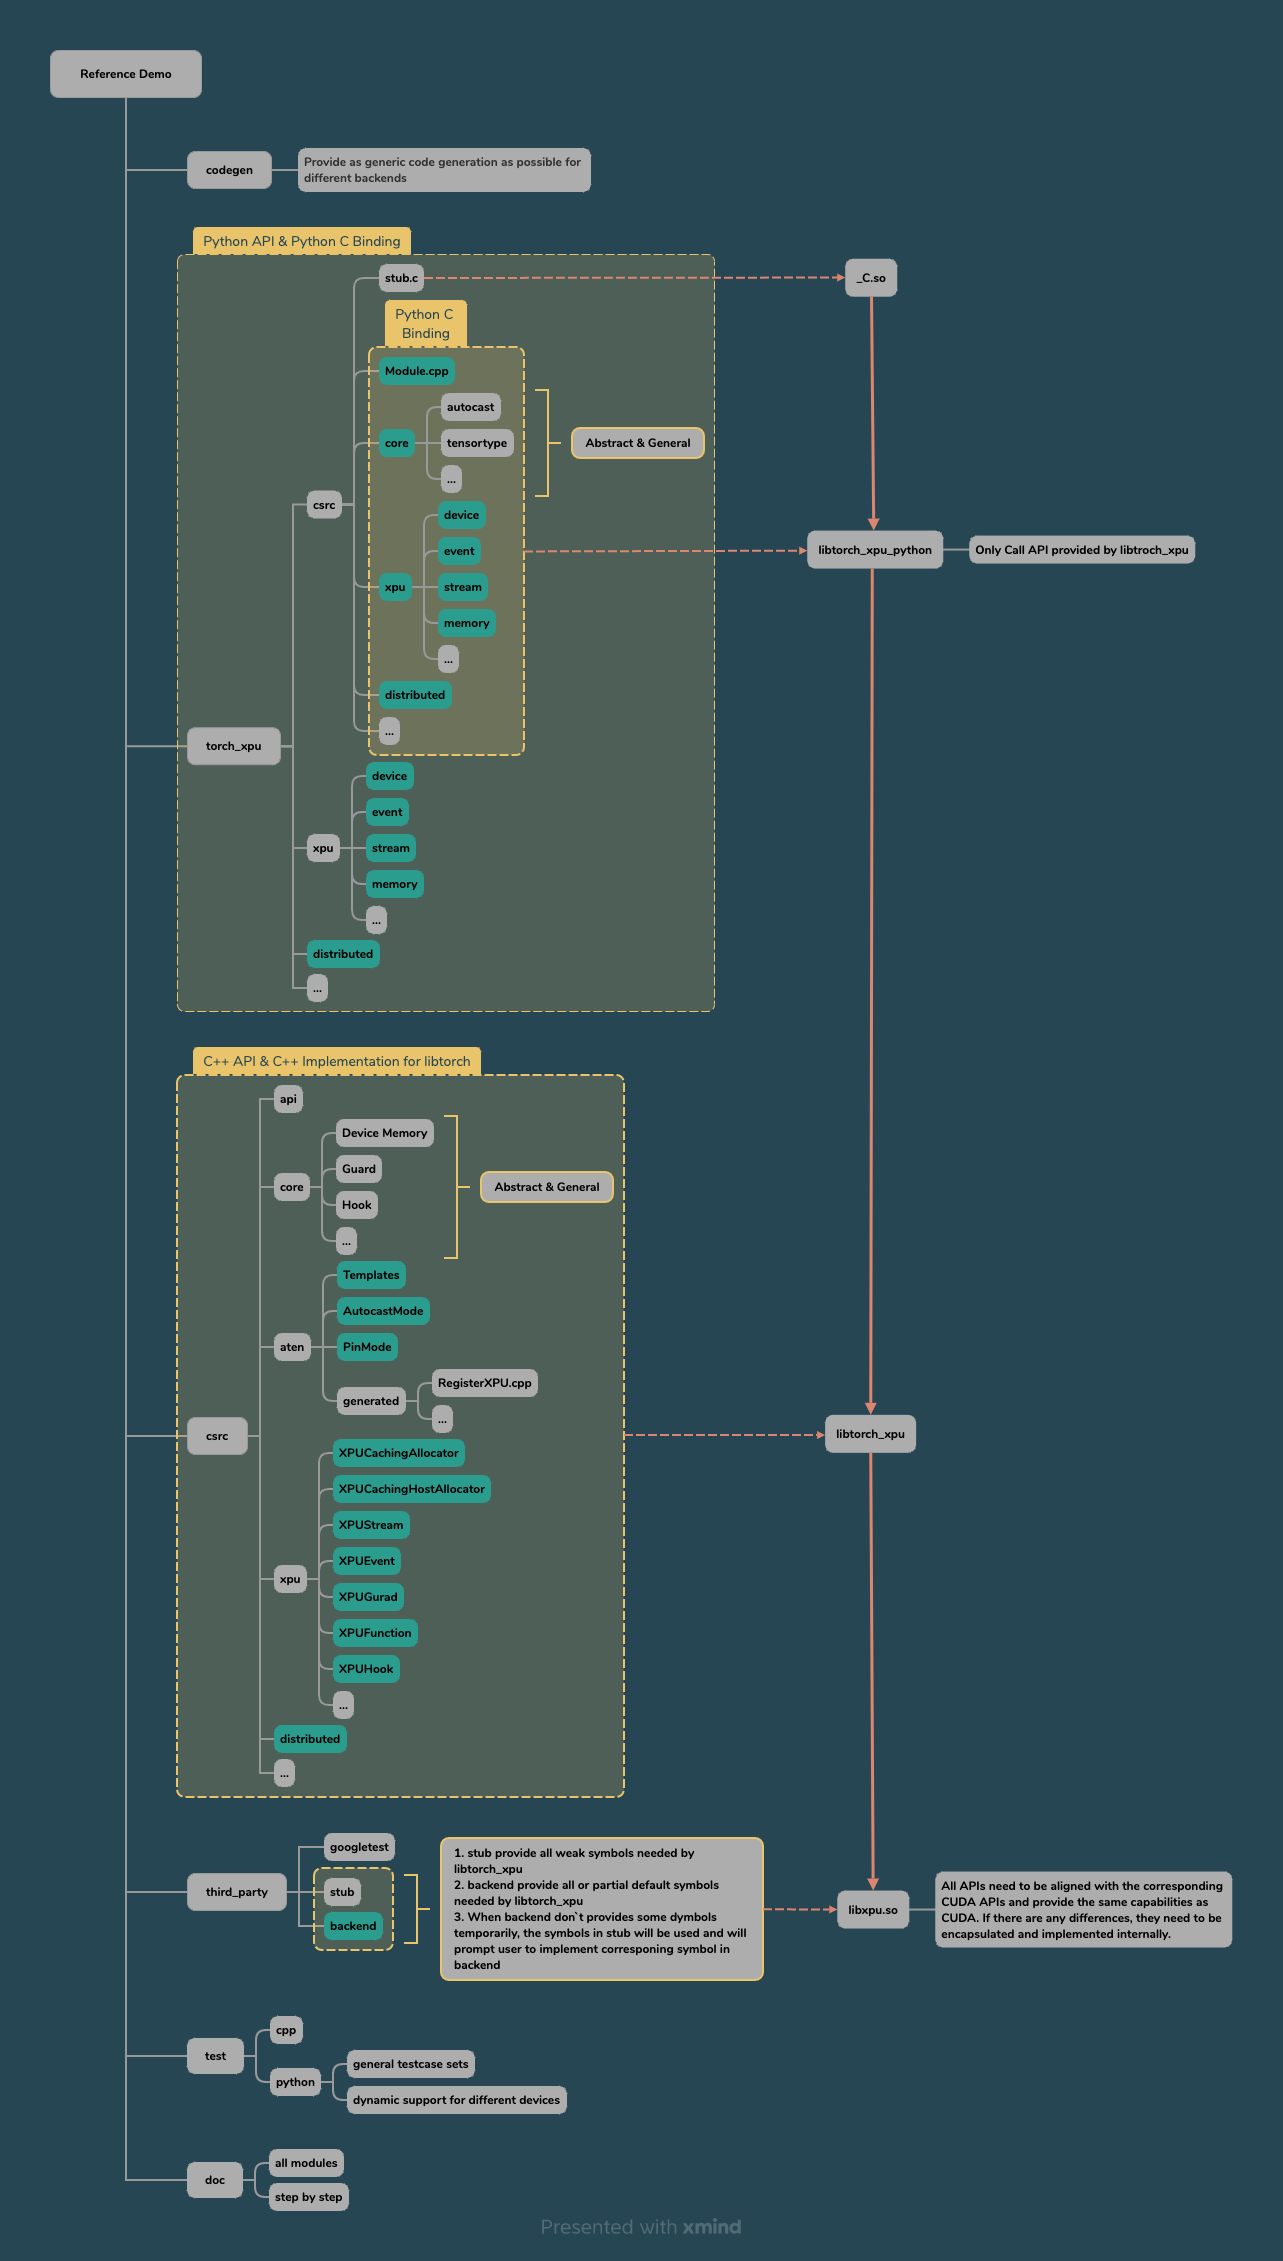 Reference Demo
codegen
Provide as generic code generation as possible for
different backends
Python API & Python C Binding
stub.c
_C.so
Python C
Binding
Module.cpp
autocast
core
tensortype
Abstract & General
...
csrc
device
event
libtorch_xpu_python
Only Call API provided by libtroch_xpu
xpu
stream
memory
...
distributed
...
torch_xpu
device
event
xpu
stream
memory
...
distributed
...
C++ API & C++ Implementation for libtorch
api
Device Memory
Guard
core
Abstract & General
Hook
...
Templates
AutocastMode
aten
PinMode
RegisterXPU.cpp
generated
...
csrc
libtorch_xpu
XPUCachingAllocator
XPUCachingHostAllocator
XPUStream
XPUEvent
xpu
XPUGurad
XPUFunction
XPUHook
...
distributed
...
googletest
third_party
stub
backend
1. stub provide all weak symbols needed by
libtorch_xpu
2. backend provide all or partial default symbols
needed by libtorch_xpu
3. When backend don`t provides some dymbols
temporarily, the symbols in stub will be used and will
prompt user to implement corresponing symbol in
backend
libxpu.so
All APIs need to be aligned with the corresponding
CUDA APIs and provide the same capabilities as
CUDA. If there are any differences, they need to be
encapsulated and implemented internally.
cpp
test
python
general testcase sets
dynamic support for different devices
all modules
doc
step by step
Presented with xmind